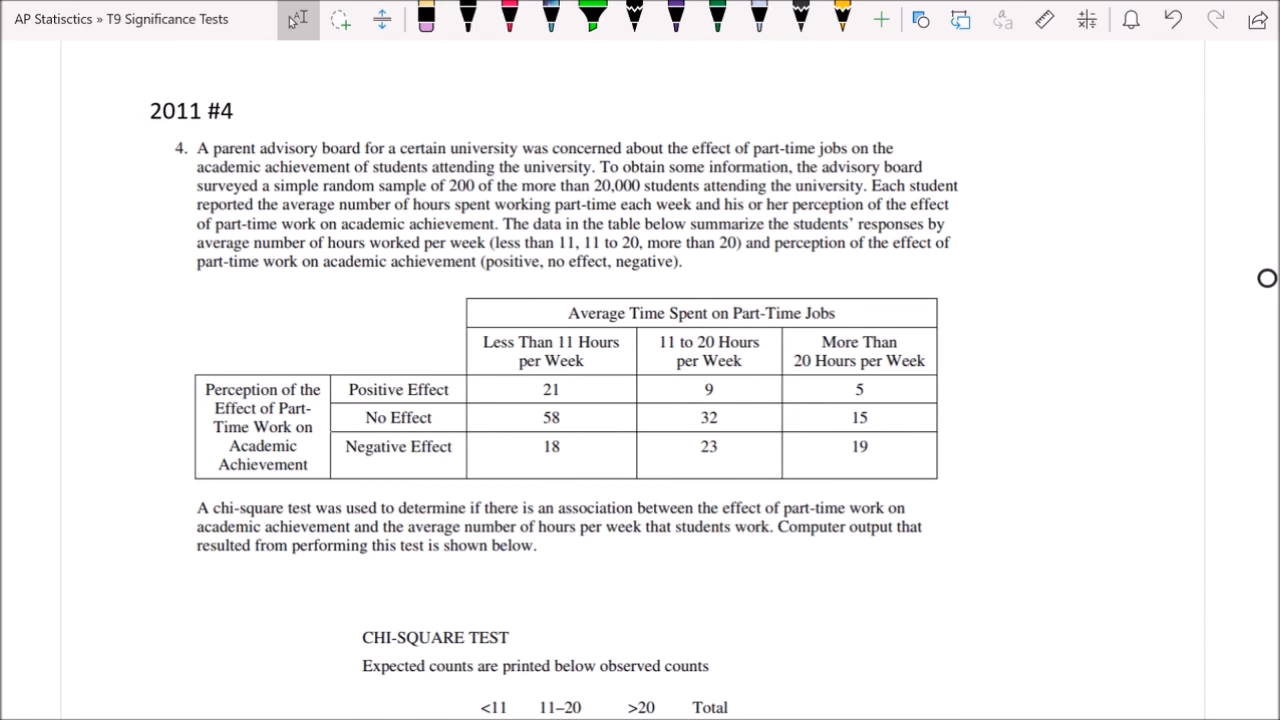 AP Statisctics » T9 Significance Tests
2011 #4
4. A parent advisory board for a certain university was concerned about the effect of part-time jobs on the
academic achievement of students attending the university. To obtain some information, the advisory board
surveyed a simple random sample of 200 of the more than 20,000 students attending the university. Each student
reported the average number of hours spent working part-time each week and his or her perception of the effect
of part-time work on academic achievement. The data in the table below summarize the students' responses by
average number of hours worked per week (less than 11, 11 to 20, more than 20) and perception of the effect of
part-time work on academic achievement (positive, no effect, negative).
Average Time Spent on Part-Time Jobs
Less Than 11 Hours per Week 11 to 20 Hours per Week More Than 20 Hours per Week
Perception of the
Effect of Part-
Time Work on
Academic
Achievement
Positive Effect 21 9 5
No Effect 58 32 15
Negative Effect 18 23 19
A chi-square test was used to determine if there is an association between the effect of part-time work on
academic achievement and the average number of hours per week that students work. Computer output that
resulted from performing this test is shown below.
CHI-SQUARE TEST
Expected counts are printed below observed counts
<11 11–20 >20 Total